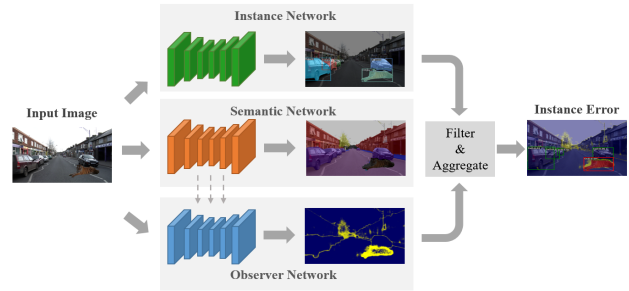 Instance Network
Input Image
Semantic Network
Instance Error
Filter
&
Aggregate
Observer Network